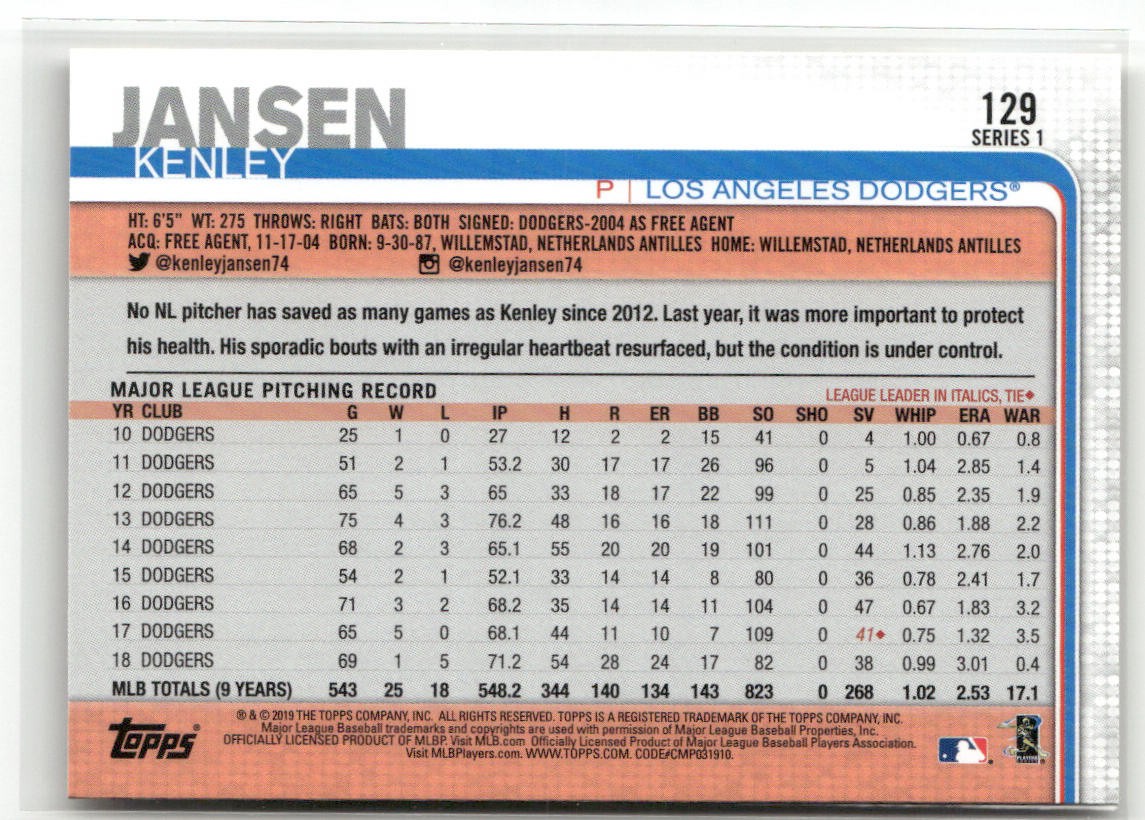 JANSEN
KENLEY
129
SERIES 1
P | LOS ANGELES DODGERS®
HT: 6'5" WT: 275 THROWS: RIGHT BATS: BOTH SIGNED: DODGERS-2004 AS FREE AGENT
ACQ: FREE AGENT, 11-17-04 BORN: 9-30-87, WILLEMSTAD, NETHERLANDS ANTILLES HOME: WILLEMSTAD, NETHERLANDS ANTILLES
@kenleyjansen74 @kenleyjansen74
No NL pitcher has saved as many games as Kenley since 2012. Last year, it was more important to protect
his health. His sporadic bouts with an irregular heartbeat resurfaced, but the condition is under control.
MAJOR LEAGUE PITCHING RECORD LEAGUE LEADER IN ITALICS, TIE◆
YR CLUB G W L IP H R ER BB SO SHO SV WHIP ERA WAR
10 DODGERS 25 1 0 27 12 2 2 15 41 0 4 1.00 0.67 0.8
11 DODGERS 51 2 1 53.2 30 17 17 26 96 0 5 1.04 2.85 1.4
12 DODGERS 65 5 3 65 33 18 17 22 99 0 25 0.85 2.35 1.9
13 DODGERS 75 4 3 76.2 48 16 16 18 111 0 28 0.86 1.88 2.2
14 DODGERS 68 2 3 65.1 55 20 20 19 101 0 44 1.13 2.76 2.0
15 DODGERS 54 2 1 52.1 33 14 14 8 80 0 36 0.78 2.41 1.7
16 DODGERS 71 3 2 68.2 35 14 14 11 104 0 47 0.67 1.83 3.2
17 DODGERS 65 5 0 68.1 44 11 10 7 109 0 41◆ 0.75 1.32 3.5
18 DODGERS 69 1 5 71.2 54 28 24 17 82 0 38 0.99 3.01 0.4
MLB TOTALS (9 YEARS) 543 25 18 548.2 344 140 134 143 823 0 268 1.02 2.53 17.1
Topps®
® & © 2019 THE TOPPS COMPANY, INC. ALL RIGHTS RESERVED. TOPPS IS A REGISTERED TRADEMARK OF THE TOPPS COMPANY, INC.
Major League Baseball trademarks and copyrights are used with permission of Major League Baseball Properties, Inc.
OFFICIALLY LICENSED PRODUCT OF MLBP. Visit MLB.com Officially Licensed Product of Major League Baseball Players Association.
Visit MLBPlayers.com. WWW.TOPPS.COM. CODE#CMP031910.
PLAYERS